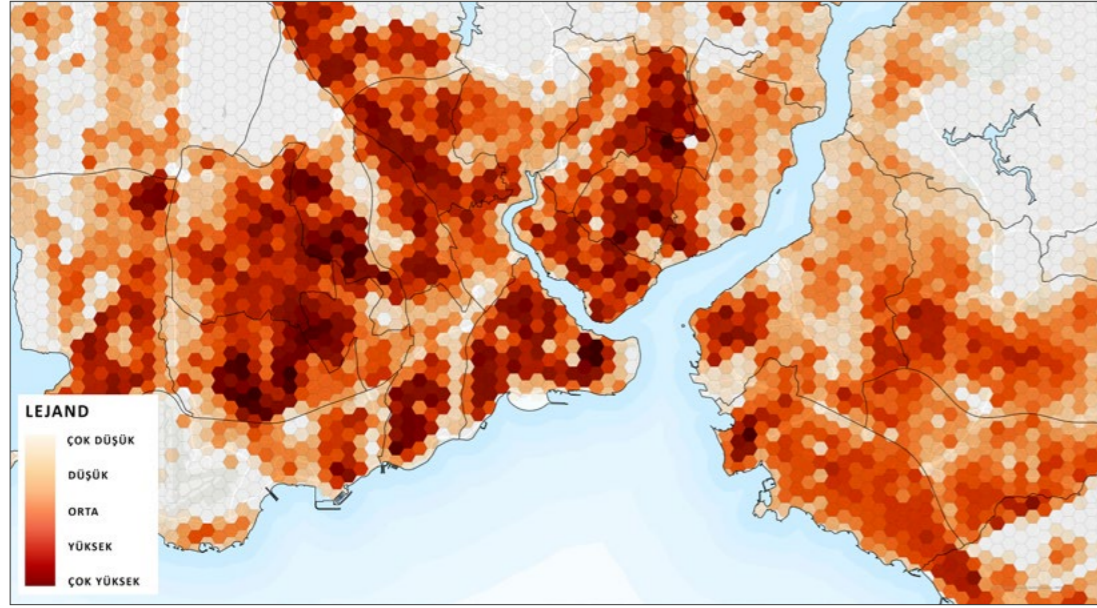 LEJAND
ÇOK DÜŞÜK
DÜŞÜK
ORTA
YÜKSEK
ÇOK YÜKSEK